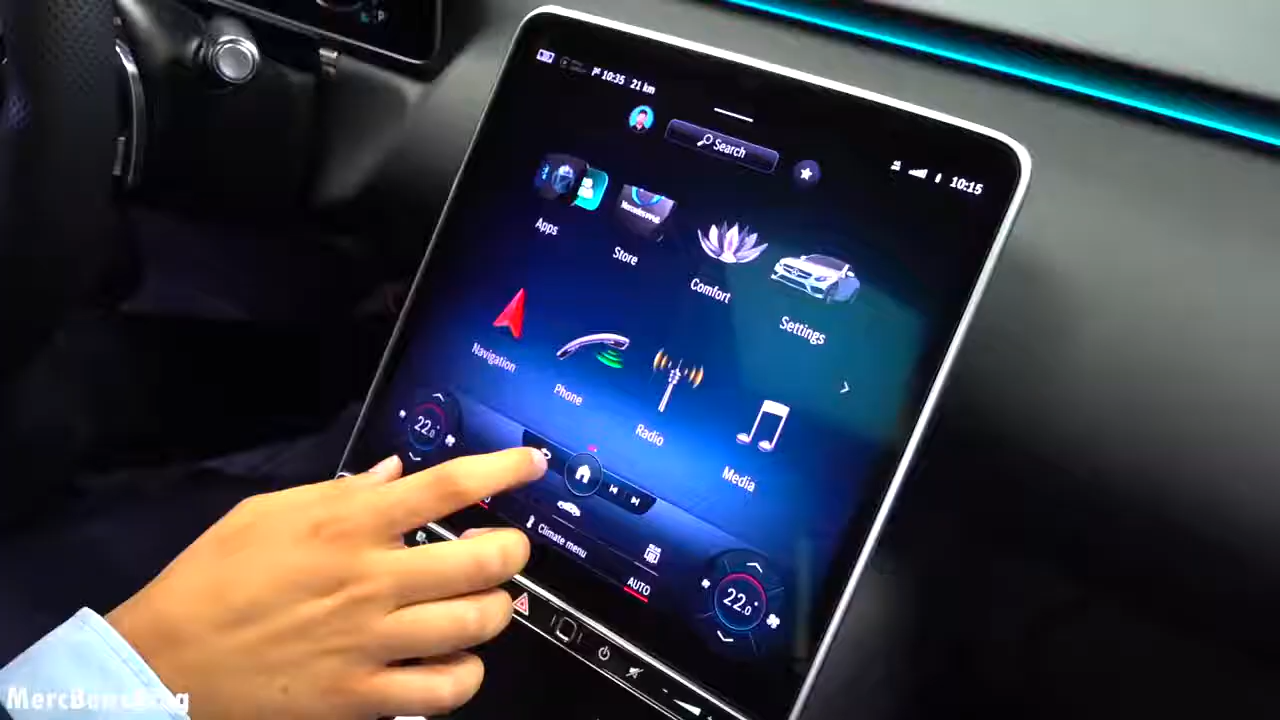 10:35 21 km
Search
10:15
Apps
Store
Comfort
Settings
Navigation
Phone
Radio
Media
22.0
Climate menu
AUTO
22.0